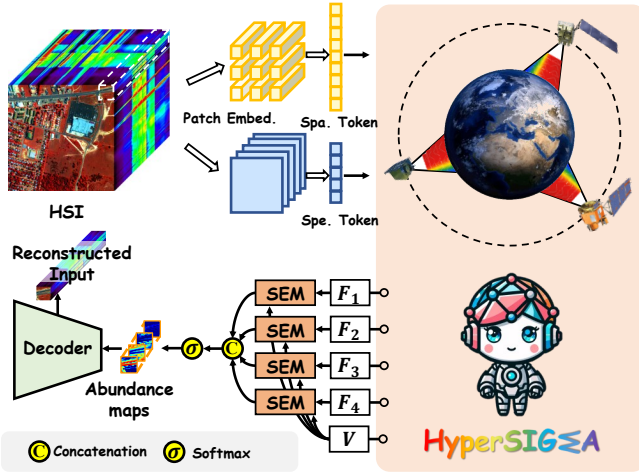 Patch Embed.
Spa. Token
HSI
Spe. Token
Reconstructed
Input
Decoder
Abundance
maps
σ
C
SEM
F1
SEM
F2
SEM
F3
SEM
F4
V
HyperSIGMA
C Concatenation
σ Softmax